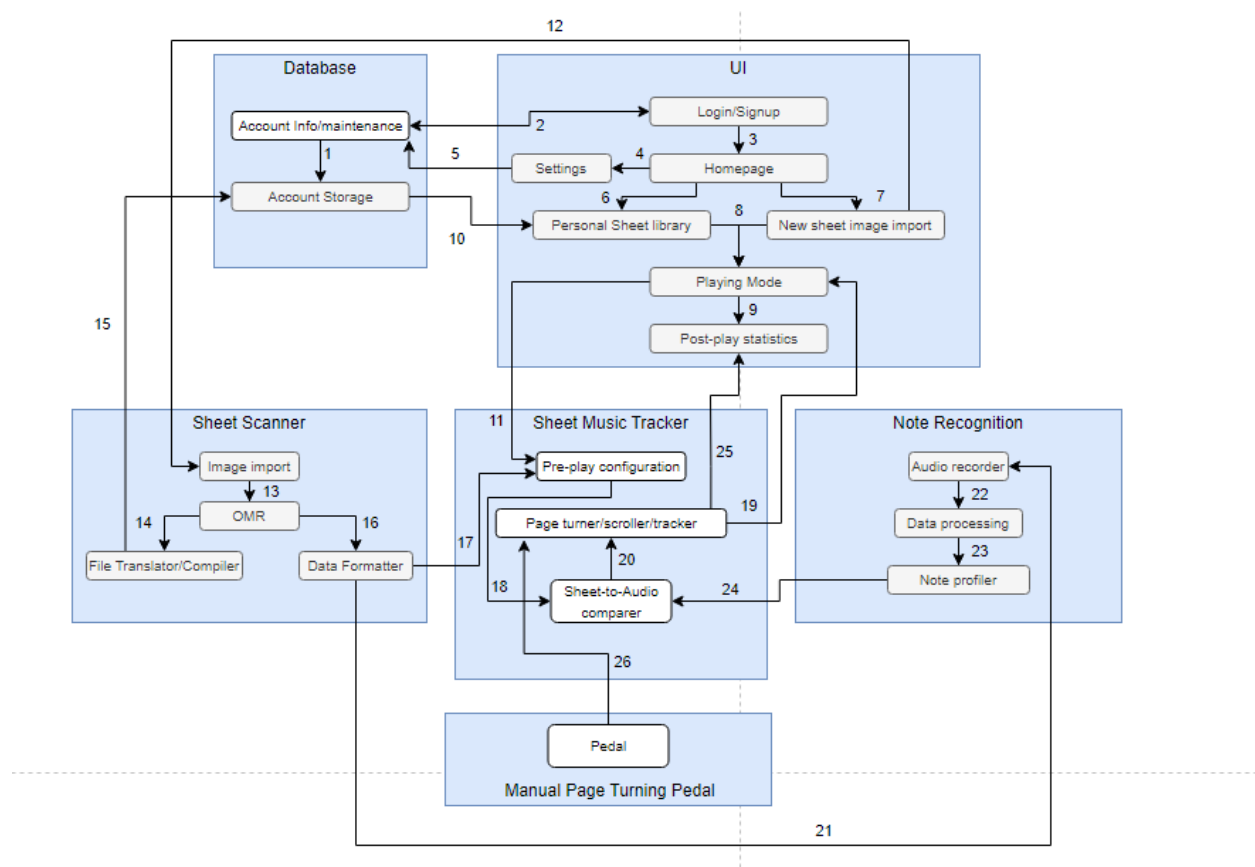 12
Database
UI
Account Info/maintenance
2
Login/Signup
1
3
5
Settings
4
Homepage
Account Storage
6
7
8
10
Personal Sheet library
New sheet image import
Playing Mode
9
15
Post-play statistics
Sheet Scanner
11
Sheet Music Tracker
25
Note Recognition
Image import
Pre-play configuration
Audio recorder
13
22
19
14
OMR
16
Page turner/scroller/tracker
Data processing
17
20
23
File Translator/Compiler
Data Formatter
18
Sheet-to-Audio
comparer
24
Note profiler
26
Pedal
Manual Page Turning Pedal
21